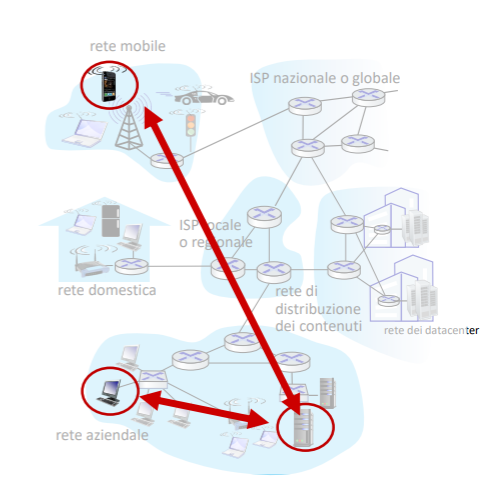 rete mobile
ISP nazionale o globale
ISP locale
o regionale
rete domestica
rete di
distribuzione
dei contenuti
rete dei datacenter
rete aziendale